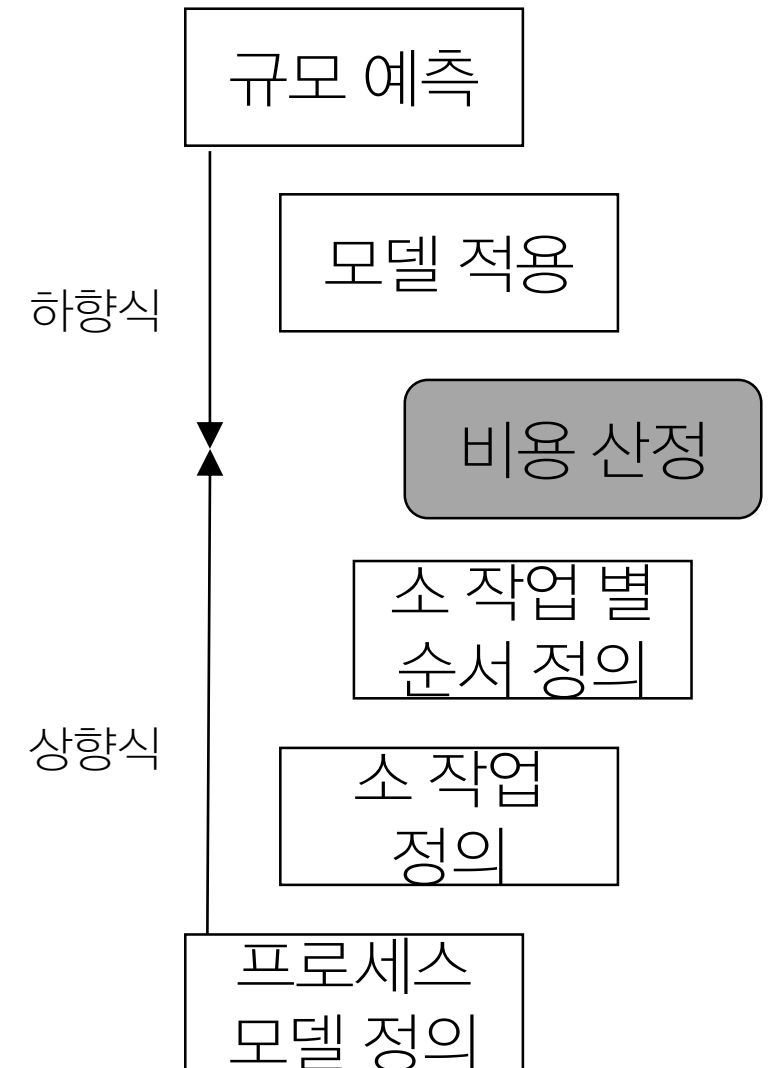 규모 예측
모델 적용
하향식
비용 산정
소 작업 별
순서 정의
상향식
소 작업
정의
프로세스
모델 정의